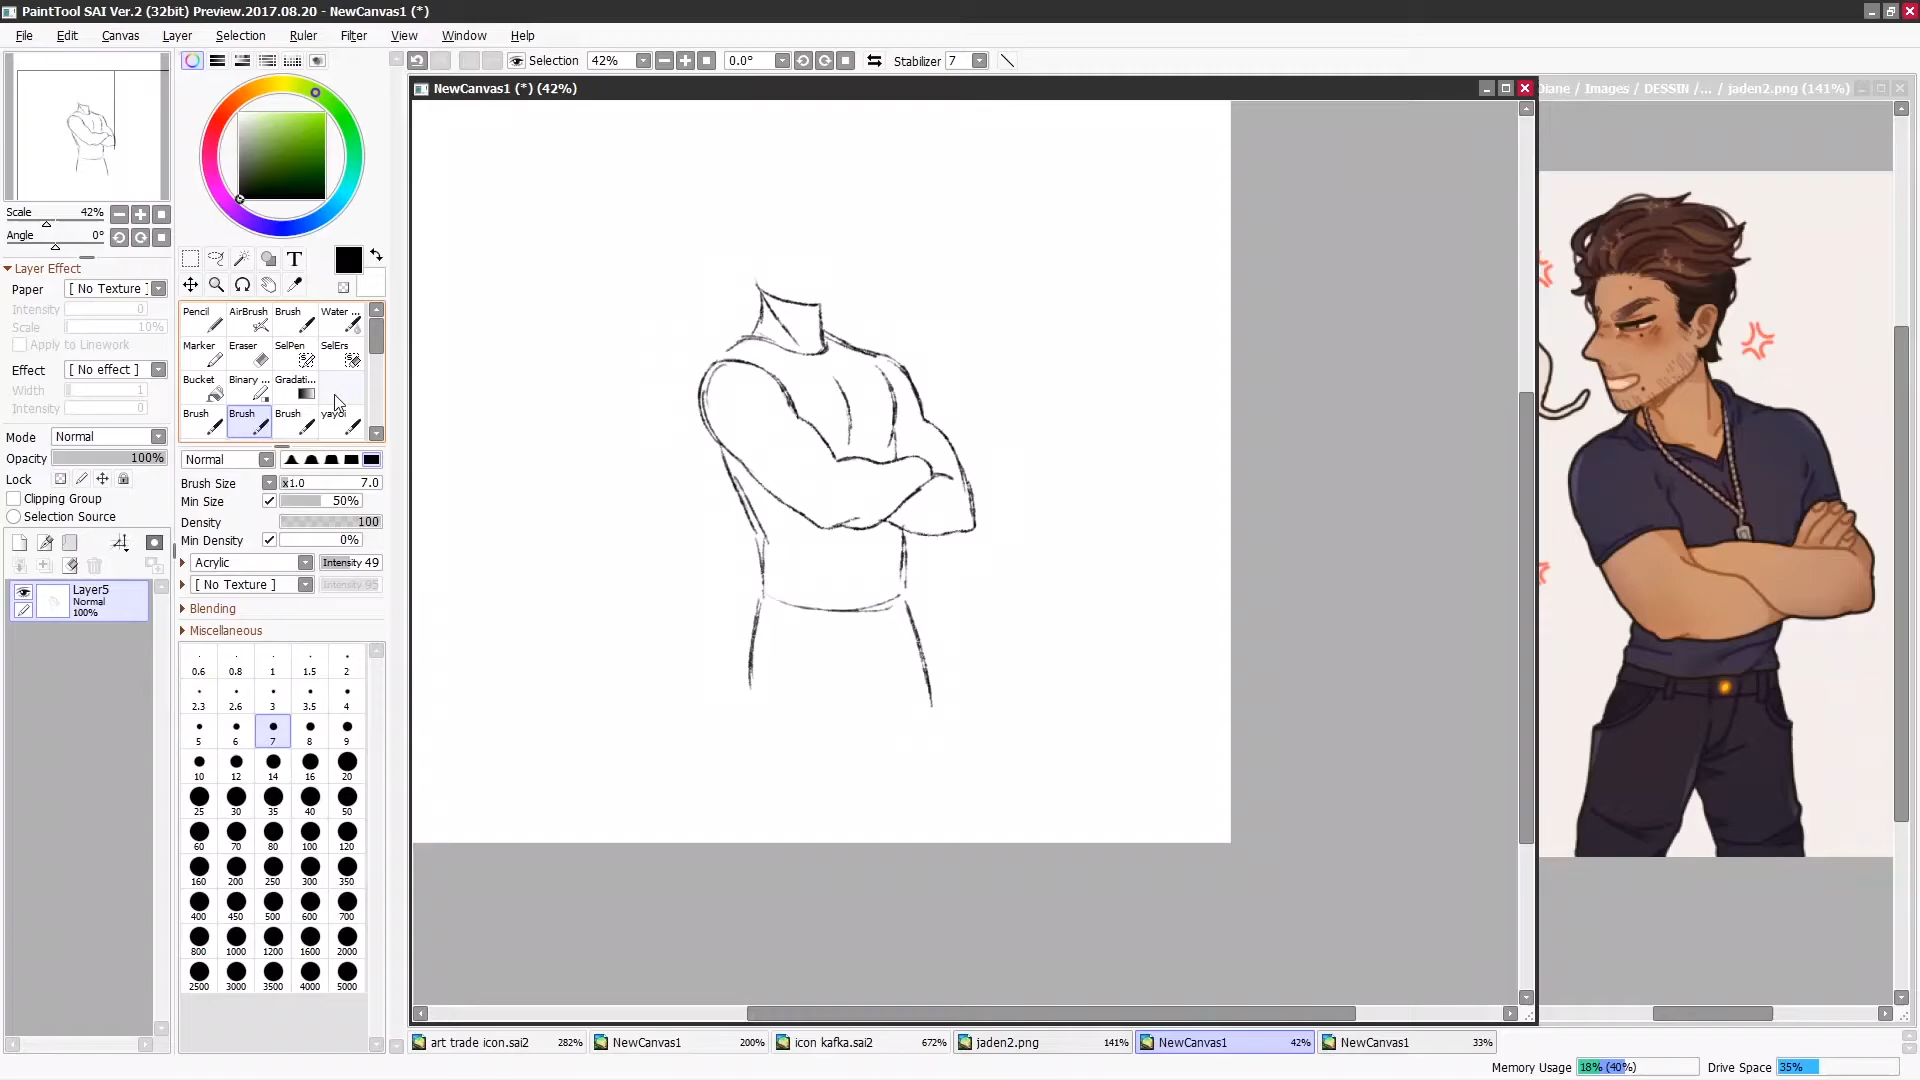 PaintTool SAI Ver.2 (32bit) Preview.2017.08.20 - NewCanvas1 (*)
File Edit Canvas Layer Selection Ruler Filter View Window Help
Selection 42% 0.0° Stabilizer 7
NewCanvas1 (*) (42%)
Diane / Images / DESSIN /... / jaden2.png (141%)
Scale 42%
Angle 0°
Layer Effect
Paper [ No Texture ]
Intensity 0
Scale 10%
Apply to Linework
Effect [ No effect ]
Width 1
Intensity 0
Mode Normal
Opacity 100%
Lock
Clipping Group
Selection Source
Layer5
Normal
100%
T
Pencil AirBrush Brush Water ...
Marker Eraser SelPen SelErs
Bucket Binary ... Gradati...
Brush Brush Brush yayoi
Normal
Brush Size x1.0 7.0
Min Size 50%
Density 100
Min Density 0%
Acrylic Intensity 49
[ No Texture ] Intensity 95
Blending
Miscellaneous
0.6 0.8 1 1.5 2
2.3 2.6 3 3.5 4
5 6 7 8 9
10 12 14 16 20
25 30 35 40 50
60 70 80 100 120
160 200 250 300 350
400 450 500 600 700
800 1000 1200 1600 2000
2500 3000 3500 4000 5000
art trade icon.sai2 282% NewCanvas1 200% icon kafka.sai2 672% jaden2.png 141% NewCanvas1 42% NewCanvas1 33%
Memory Usage 18% (40%) Drive Space 35%